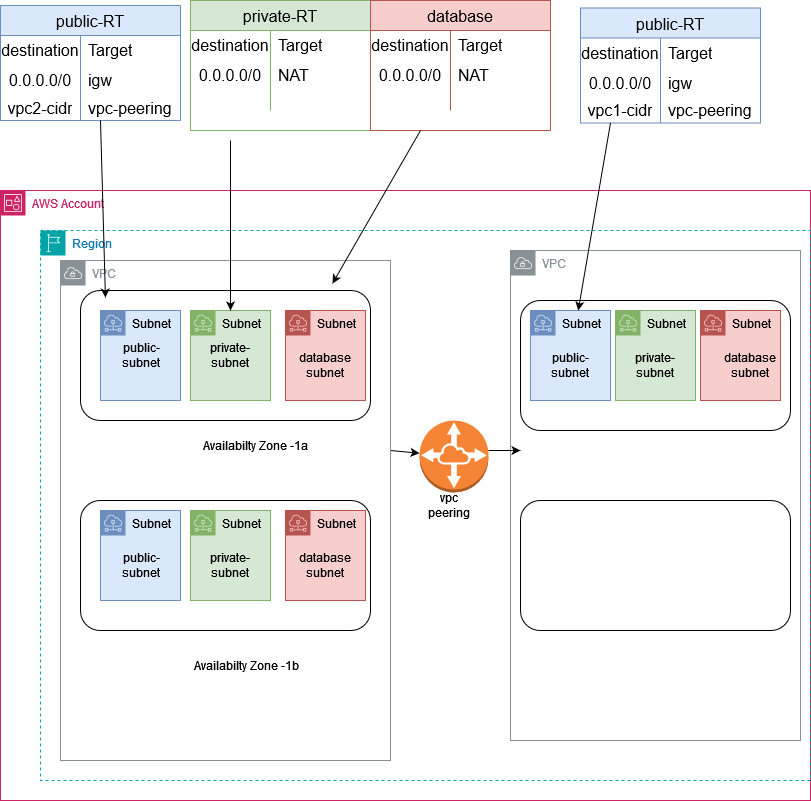 public-RT
destination Target
0.0.0.0/0 igw
vpc2-cidr vpc-peering
private-RT
destination Target
0.0.0.0/0 NAT
database
destination Target
0.0.0.0/0 NAT
public-RT
destination Target
0.0.0.0/0 igw
vpc1-cidr vpc-peering
AWS Account
Region
VPC
Subnet
public-
subnet
Subnet
private-
subnet
Subnet
database
subnet
Availabilty Zone -1a
Subnet
public-
subnet
Subnet
private-
subnet
Subnet
database
subnet
Availabilty Zone -1b
vpc
peering
VPC
Subnet
public-
subnet
Subnet
private-
subnet
Subnet
database
subnet